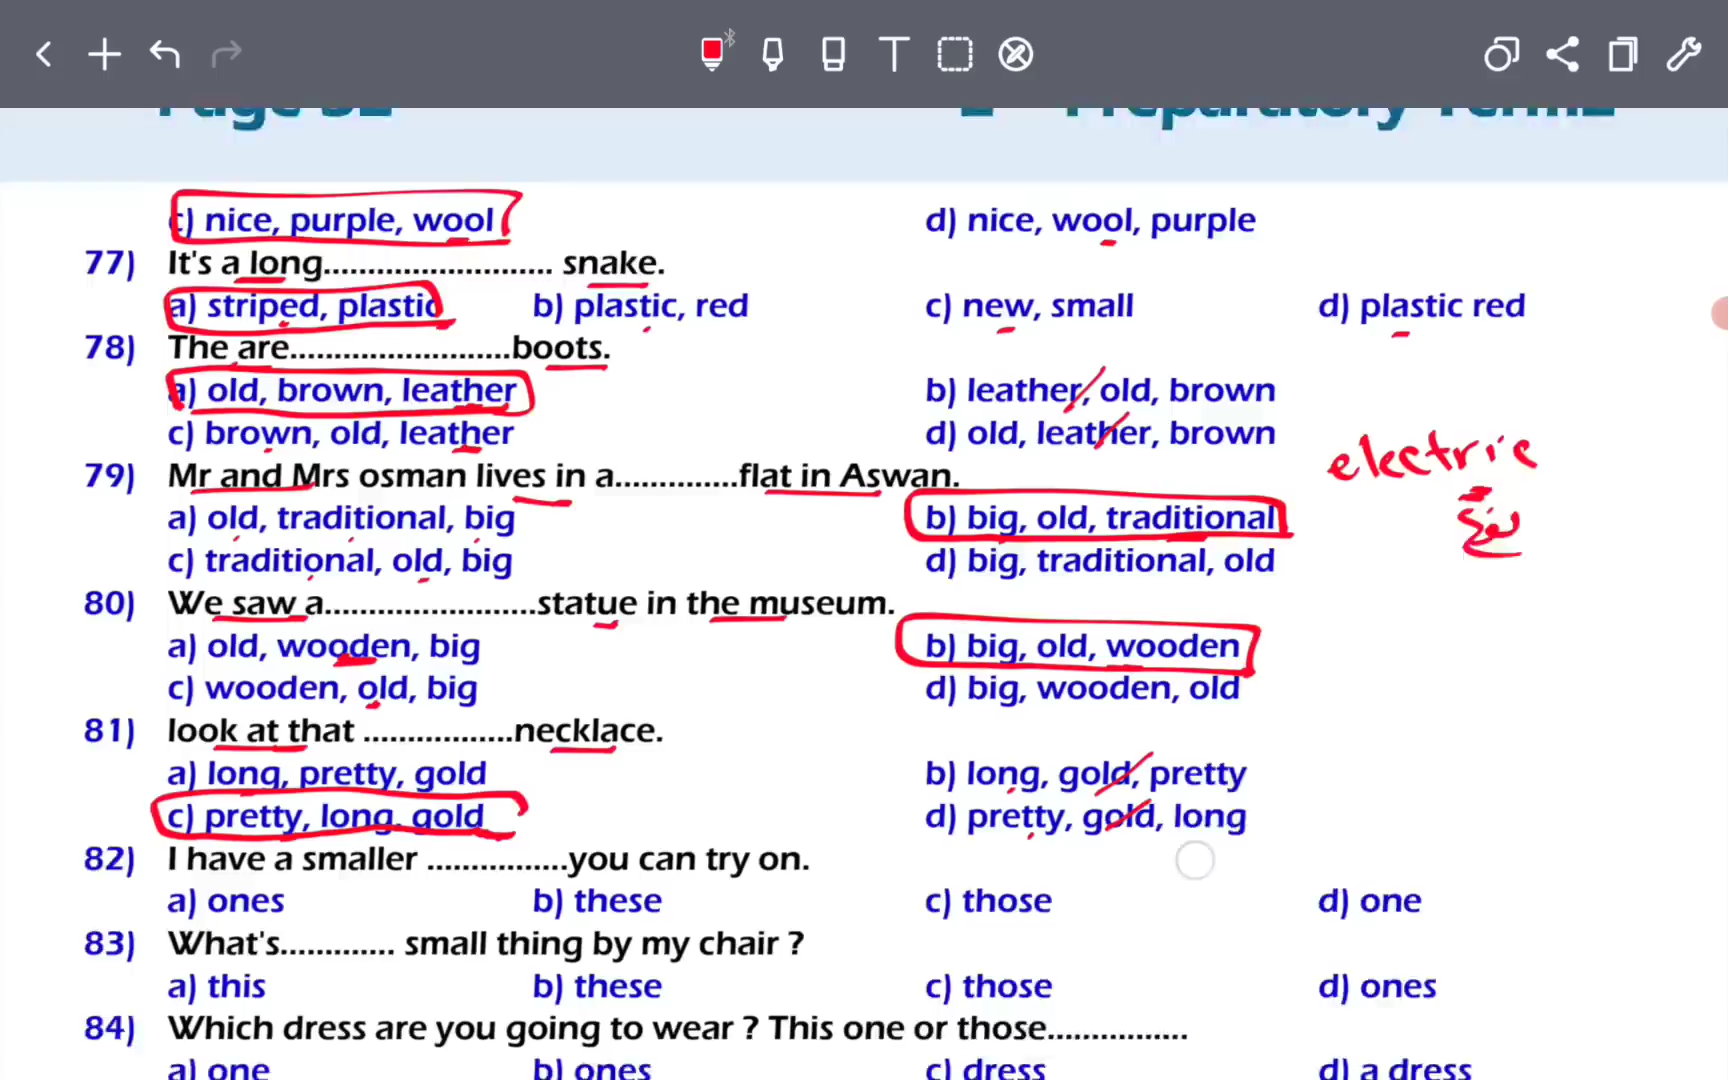 Page 32
2 Preparatory Term2
c) nice, purple, wool d) nice, wool, purple
77) It's a long.......................... snake.
a) striped, plastic b) plastic, red c) new, small d) plastic red
78) The are.........................boots.
a) old, brown, leather b) leather, old, brown
c) brown, old, leather d) old, leather, brown
electric
79) Mr and Mrs osman lives in a..............flat in Aswan.
a) old, traditional, big b) big, old, traditional
c) traditional, old, big d) big, traditional, old
80) We saw a........................statue in the museum.
a) old, wooden, big b) big, old, wooden
c) wooden, old, big d) big, wooden, old
81) look at that .................necklace.
a) long, pretty, gold b) long, gold, pretty
c) pretty, long, gold d) pretty, gold, long
82) I have a smaller ................you can try on.
a) ones b) these c) those d) one
83) What's............. small thing by my chair ?
a) this b) these c) those d) ones
84) Which dress are you going to wear ? This one or those................
a) one b) ones c) dress d) a dress